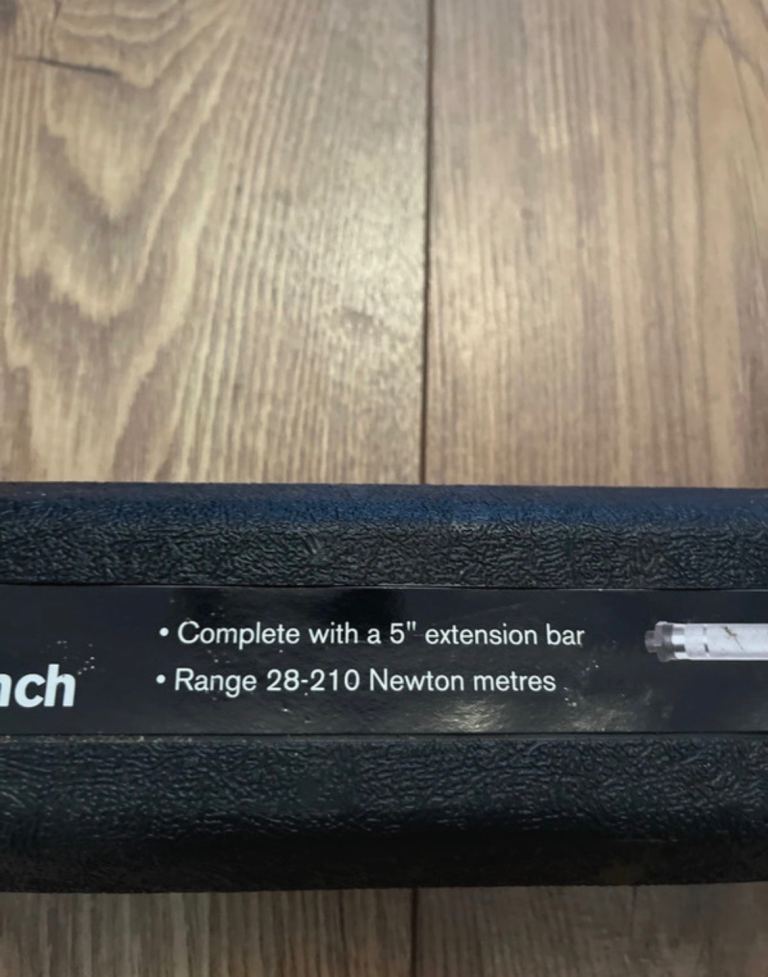 • Complete with a 5" extension bar
nch
• Range 28-210 Newton metres